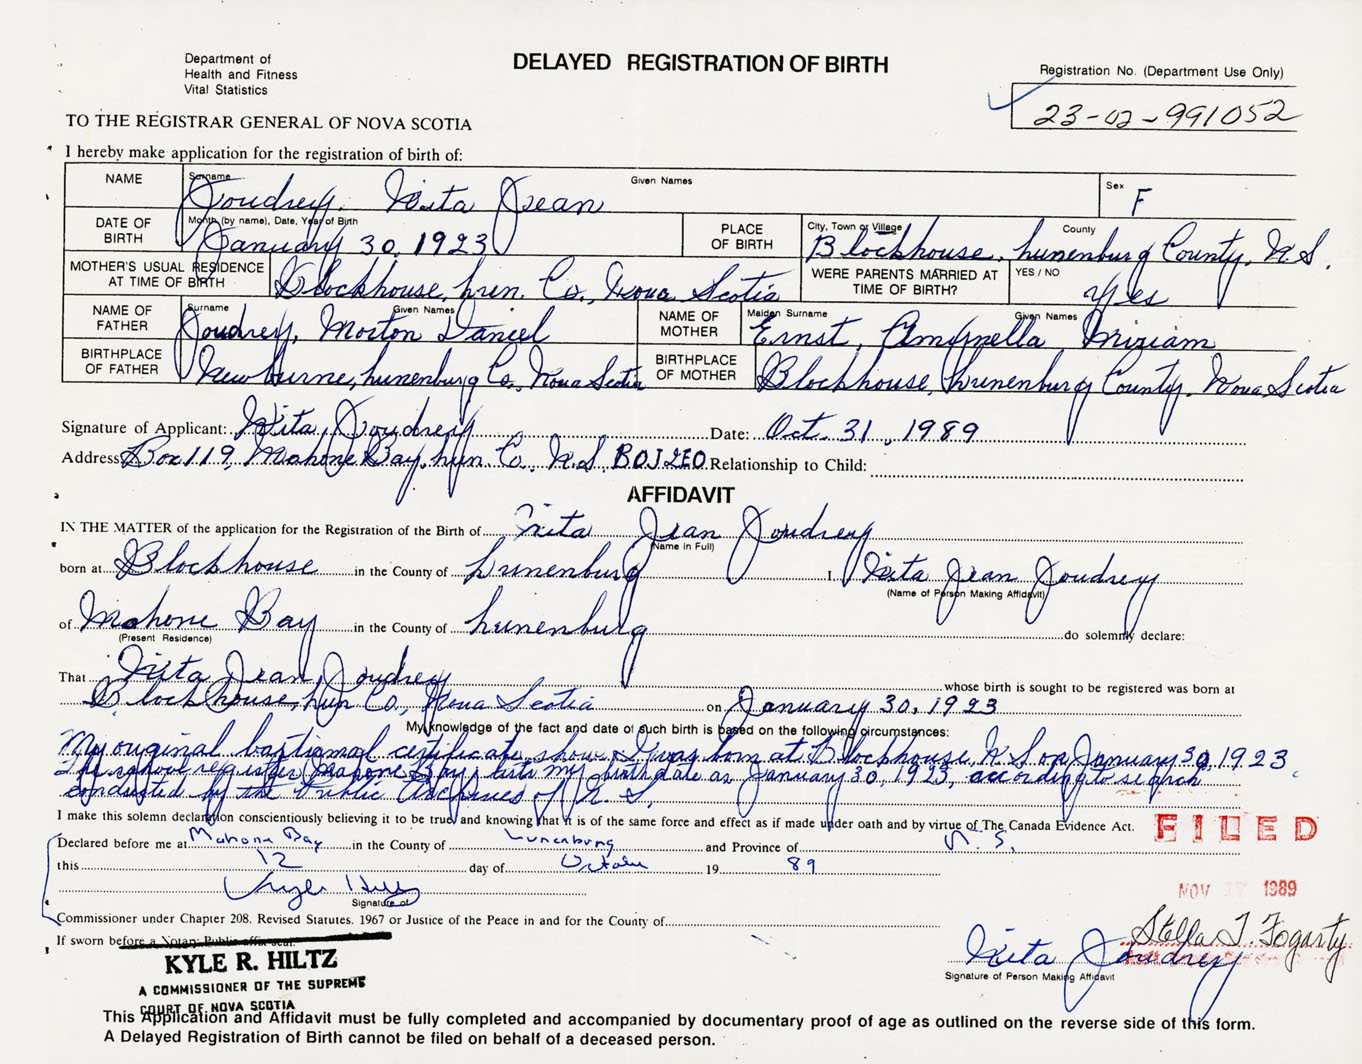 Department of
Health and Fitness
Vital Statistics
DELAYED REGISTRATION OF BIRTH
Registration No. (Department Use Only)
23-02-991052
TO THE REGISTRAR GENERAL OF NOVA SCOTIA
I hereby make application for the registration of birth of:
NAME Surname Given Names Sex
Joudrey, Nita Jean F
DATE OF BIRTH Month (by name), Date, Year of Birth PLACE OF BIRTH City, Town or Village County
January 30, 1923 Blockhouse, Lunenburg County, N.S.
MOTHER'S USUAL RESIDENCE AT TIME OF BIRTH Blockhouse, Lun. Co., Nova Scotia WERE PARENTS MARRIED AT TIME OF BIRTH? YES / NO Yes
NAME OF FATHER Surname Given Names NAME OF MOTHER Maiden Surname Given Names
Joudrey, Morton Daniel Ernst, Miriam
BIRTHPLACE OF FATHER Newburne, Lunenburg Co., Nova Scotia BIRTHPLACE OF MOTHER Blockhouse, Lunenburg County, Nova Scotia
Signature of Applicant: Nita Joudrey Date: Oct. 31, 1989
Address Box 119, Mahone Bay, Lun. Co., N.S. BOJ 2EO Relationship to Child:
AFFIDAVIT
IN THE MATTER of the application for the Registration of the Birth of Nita Jean Joudrey
(Name in Full)
born at Blockhouse in the County of Lunenburg I, Nita Jean Joudrey
(Name of Person Making Affidavit)
of Mahone Bay in the County of Lunenburg do solemnly declare:
(Present Residence)
That Nita Jean Joudrey whose birth is sought to be registered was born at
Blockhouse, Lun Co., Nova Scotia on January 30, 1923
My knowledge of the fact and date of such birth is based on the following circumstances:
My original baptismal certificate shows I was born at Blockhouse, N.S. on January 30, 1923
The school register (Mahone Bay) lists my birthdate as January 30, 1923, according to search
conducted by the Public Archives of N.S.
I make this solemn declaration conscientiously believing it to be true and knowing that it is of the same force and effect as if made under oath and by virtue of The Canada Evidence Act.
FILED
Declared before me at Mahone Bay in the County of Lunenburg and Province of N.S.
this 12 day of October 19 89
NOV 1989
Signature of
Commissioner under Chapter 208. Revised Statutes. 1967 or Justice of the Peace in and for the County of
Stella T Fogarty
If sworn before a Notary Public affix seal.
Nita Joudrey
KYLE R. HILTZ
Signature of Person Making Affidavit
A COMMISSIONER OF THE SUPREME
COURT OF NOVA SCOTIA
This Application and Affidavit must be fully completed and accompanied by documentary proof of age as outlined on the reverse side of this form.
A Delayed Registration of Birth cannot be filed on behalf of a deceased person.